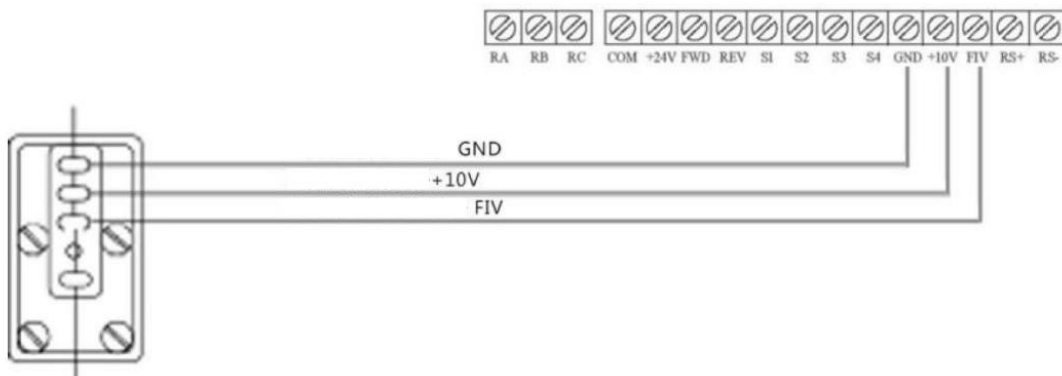 RA RB RC COM +24V FWD REV S1 S2 S3 S4 GND +10V FIV RS+ RS-
GND
+10V
FIV